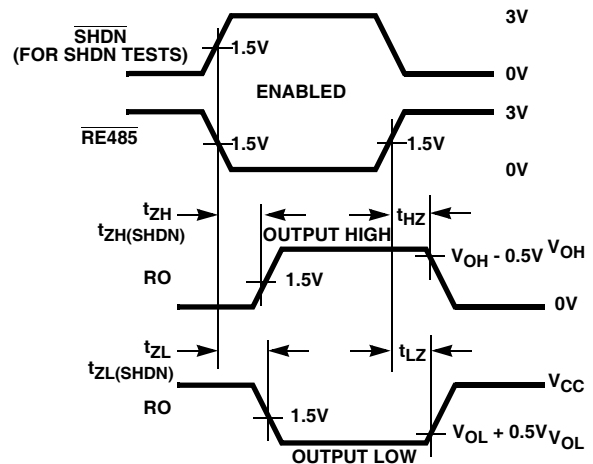 SHDN
(FOR SHDN TESTS)
1.5V
3V
0V
ENABLED
RE485
1.5V
1.5V
3V
0V
tZH
tZH(SHDN)
OUTPUT HIGH
tHZ
RO
1.5V
VOH - 0.5V
VOH
0V
tZL
tZL(SHDN)
tLZ
RO
1.5V
VCC
VOL + 0.5V
VOL
OUTPUT LOW